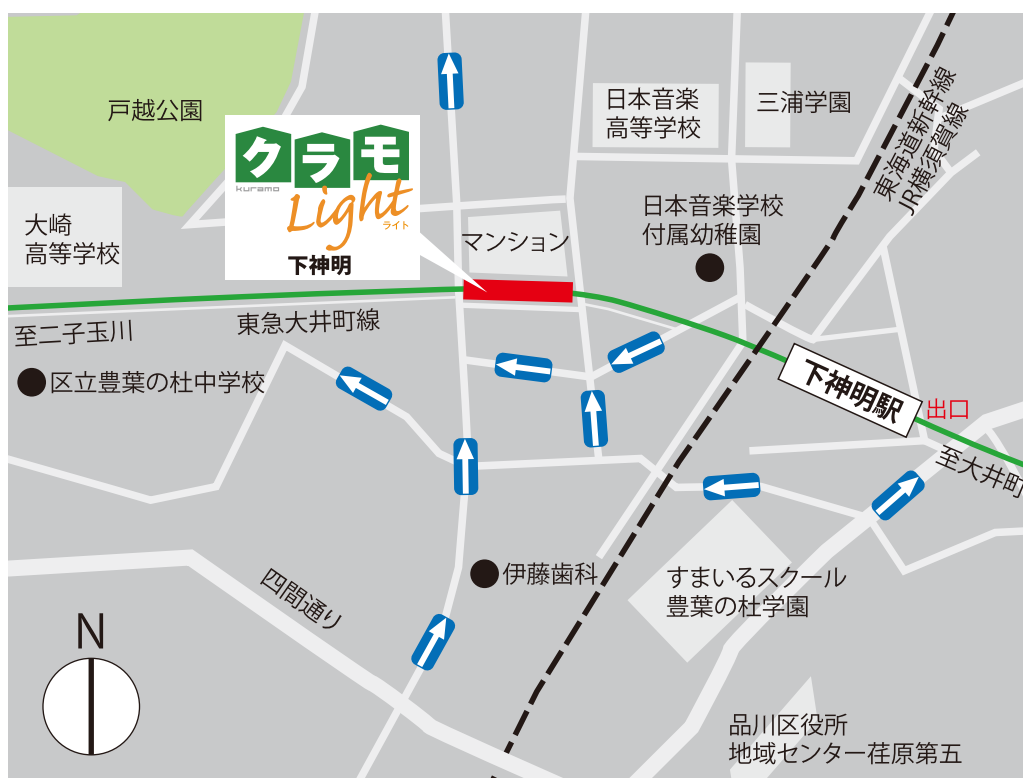 戸越公園
日本音楽
高等学校
三浦学園
東海道新幹線
JR横須賀線
クラモ
kuramo
Light
ライト
下神明
大崎
高等学校
マンション
日本音楽学校
付属幼稚園
至二子玉川
東急大井町線
区立豊葉の杜中学校
下神明駅
出口
至大井町
伊藤歯科
すまいるスクール
豊葉の杜学園
四間通り
N
品川区役所
地域センター荏原第五